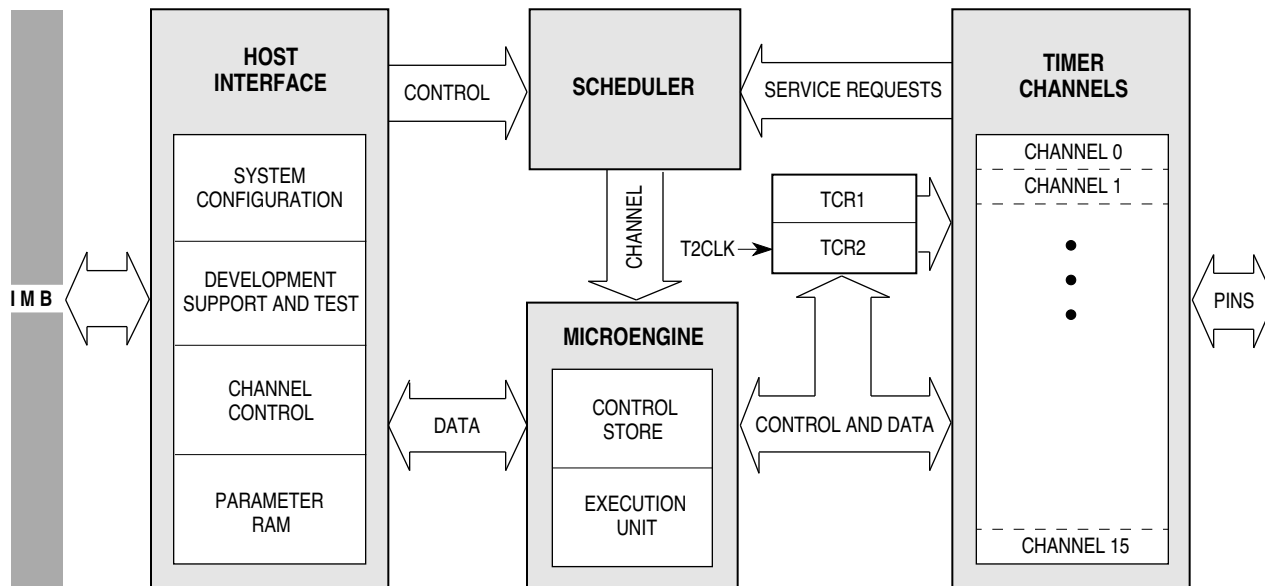 IMB
HOST
INTERFACE
SYSTEM
CONFIGURATION
DEVELOPMENT
SUPPORT AND TEST
CHANNEL
CONTROL
PARAMETER
RAM
CONTROL
SCHEDULER
SERVICE REQUESTS
CHANNEL
DATA
MICROENGINE
CONTROL
STORE
EXECUTION
UNIT
T2CLK
TCR1
TCR2
CONTROL AND DATA
TIMER
CHANNELS
CHANNEL 0
CHANNEL 1
CHANNEL 15
PINS